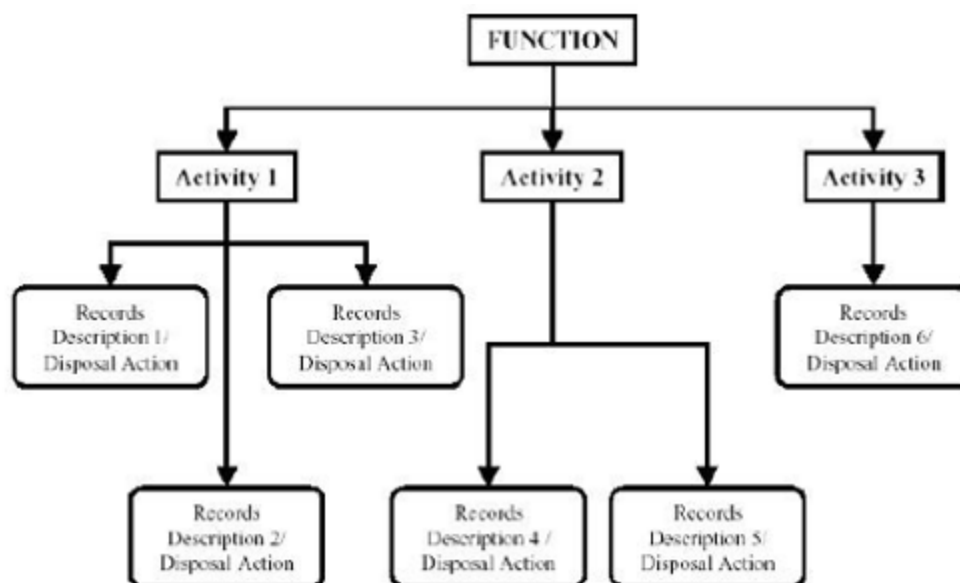 FUNCTION
Activity 1
Activity 2
Activity 3
Records
Description 1/
Disposal Action
Records
Description 3/
Disposal Action
Records
Description 6/
Disposal Action
Records
Description 2/
Disposal Action
Records
Description 4 /
Disposal Action
Records
Description 5/
Disposal Action